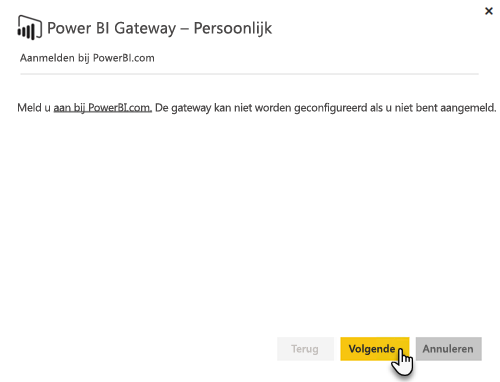 Power BI Gateway – Persoonlijk
Aanmelden bij PowerBI.com
Meld u aan bij PowerBI.com. De gateway kan niet worden geconfigureerd als u niet bent aangemeld.
Terug Volgende Annuleren